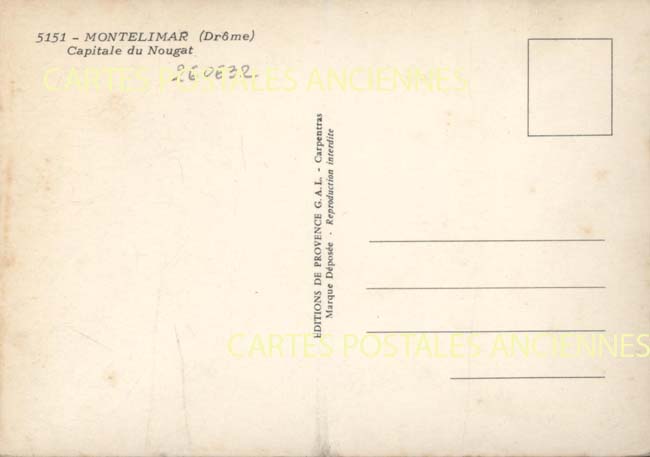 5151 - MONTELIMAR (Drôme)
Capitale du Nougat
CARTES POSTALES ANCIENNES
EDITIONS DE PROVENCE G.A.L. - Carpentras
Marque Déposée - Reproduction interdite
CARTES POSTALES ANCIENNES